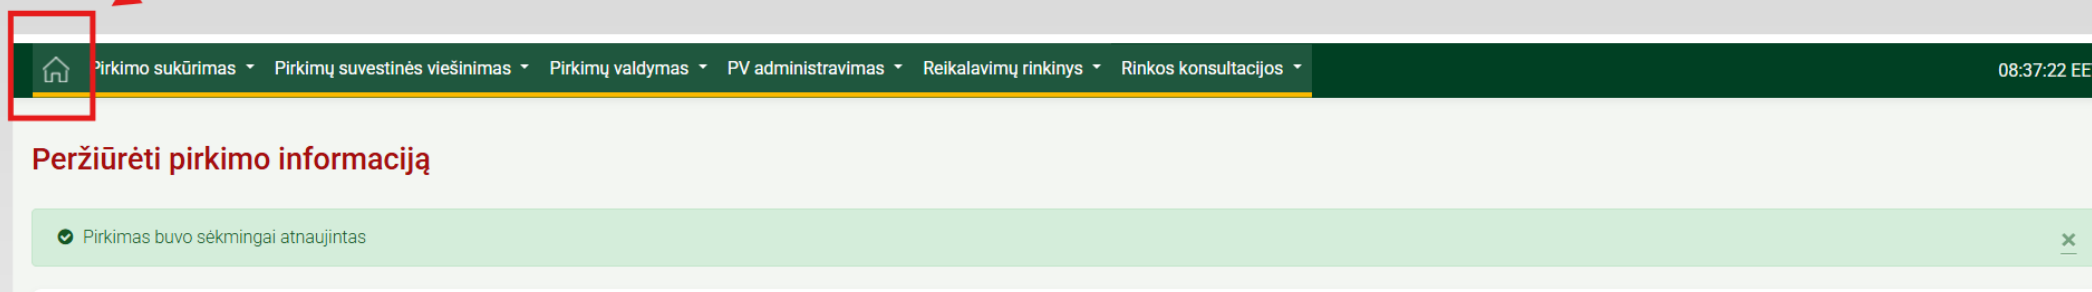 Pirkimo sukūrimas Pirkimų suvestinės viešinimas Pirkimų valdymas PV administravimas Reikalavimų rinkinys Rinkos konsultacijos 08:37:22 EE
Peržiūrėti pirkimo informaciją
Pirkimas buvo sėkmingai atnaujintas